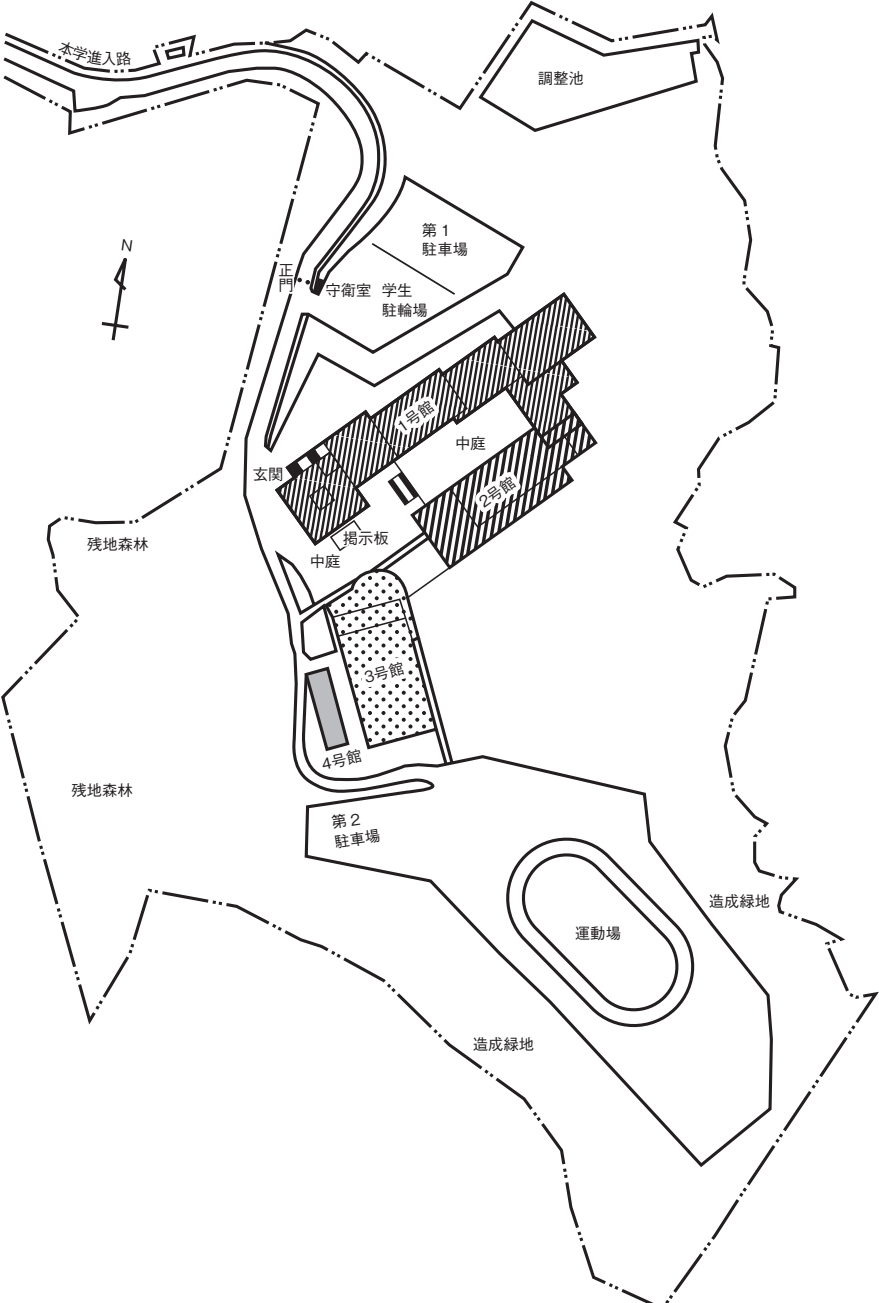 本学進入路
調整池
N
第1
駐車場
正門
守衛室
学生
駐輪場
1号館
中庭
玄関
2号館
掲示板
中庭
残地森林
3号館
4号館
残地森林
第2
駐車場
造成緑地
運動場
造成緑地